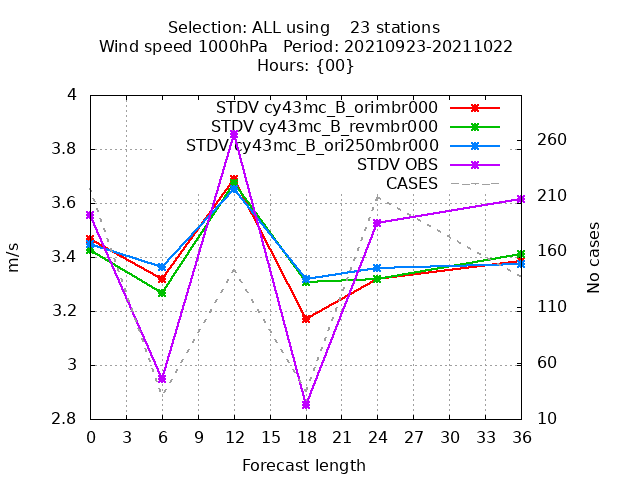 Selection: ALL using    23 stations
Wind speed 1000hPa   Period: 20210923-20211022
Hours: {00}
STDV cy43mc_B_orimbr000
STDV cy43mc_B_revmbr000
STDV cy43mc_B_ori250mbr000
STDV OBS
CASES
4
3.8
3.6
3.4
3.2
3
2.8
m/s
260
210
160
110
60
10
No cases
0 3 6 9 12 15 18 21 24 27 30 33 36
Forecast length